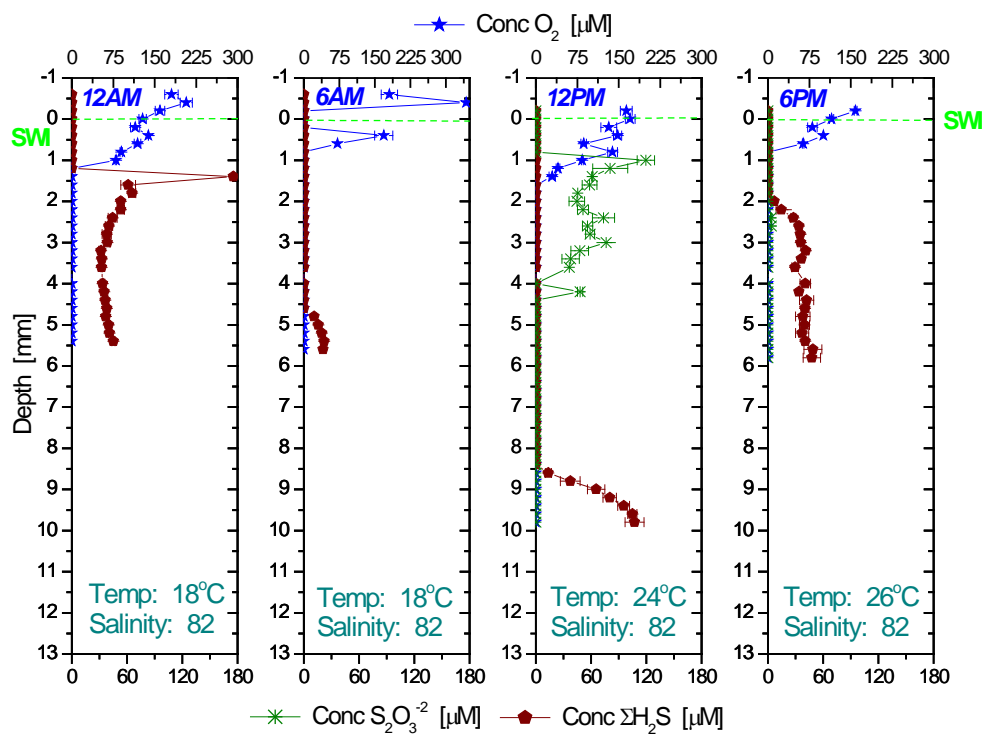 Conc O₂ [μM]
0 75 150 225 300 0 75 150 225 300 0 75 150 225 300 0 75 150 225 300
-1
12AM 6AM 12PM 6PM
0
SWI SWI
1
2
3
4
5
6
7
8
9
10
11
12
13
Depth [mm]
Temp: 18°C Temp: 18°C Temp: 24°C Temp: 26°C
Salinity: 82 Salinity: 82 Salinity: 82 Salinity: 82
0 60 120 180 0 60 120 180 0 60 120 180 0 60 120 180
Conc S₂O₃⁻² [μM] Conc ΣH₂S [μM]